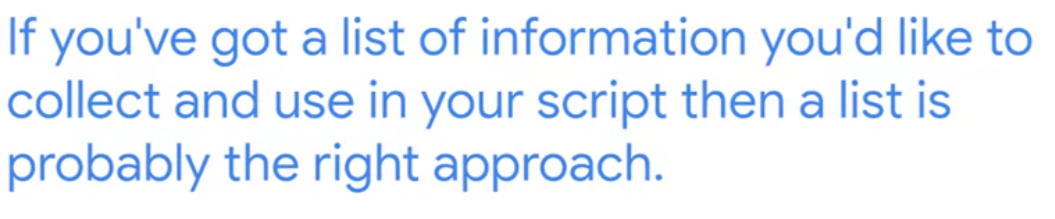 If you've got a list of information you'd like to
collect and use in your script then a list is
probably the right approach.